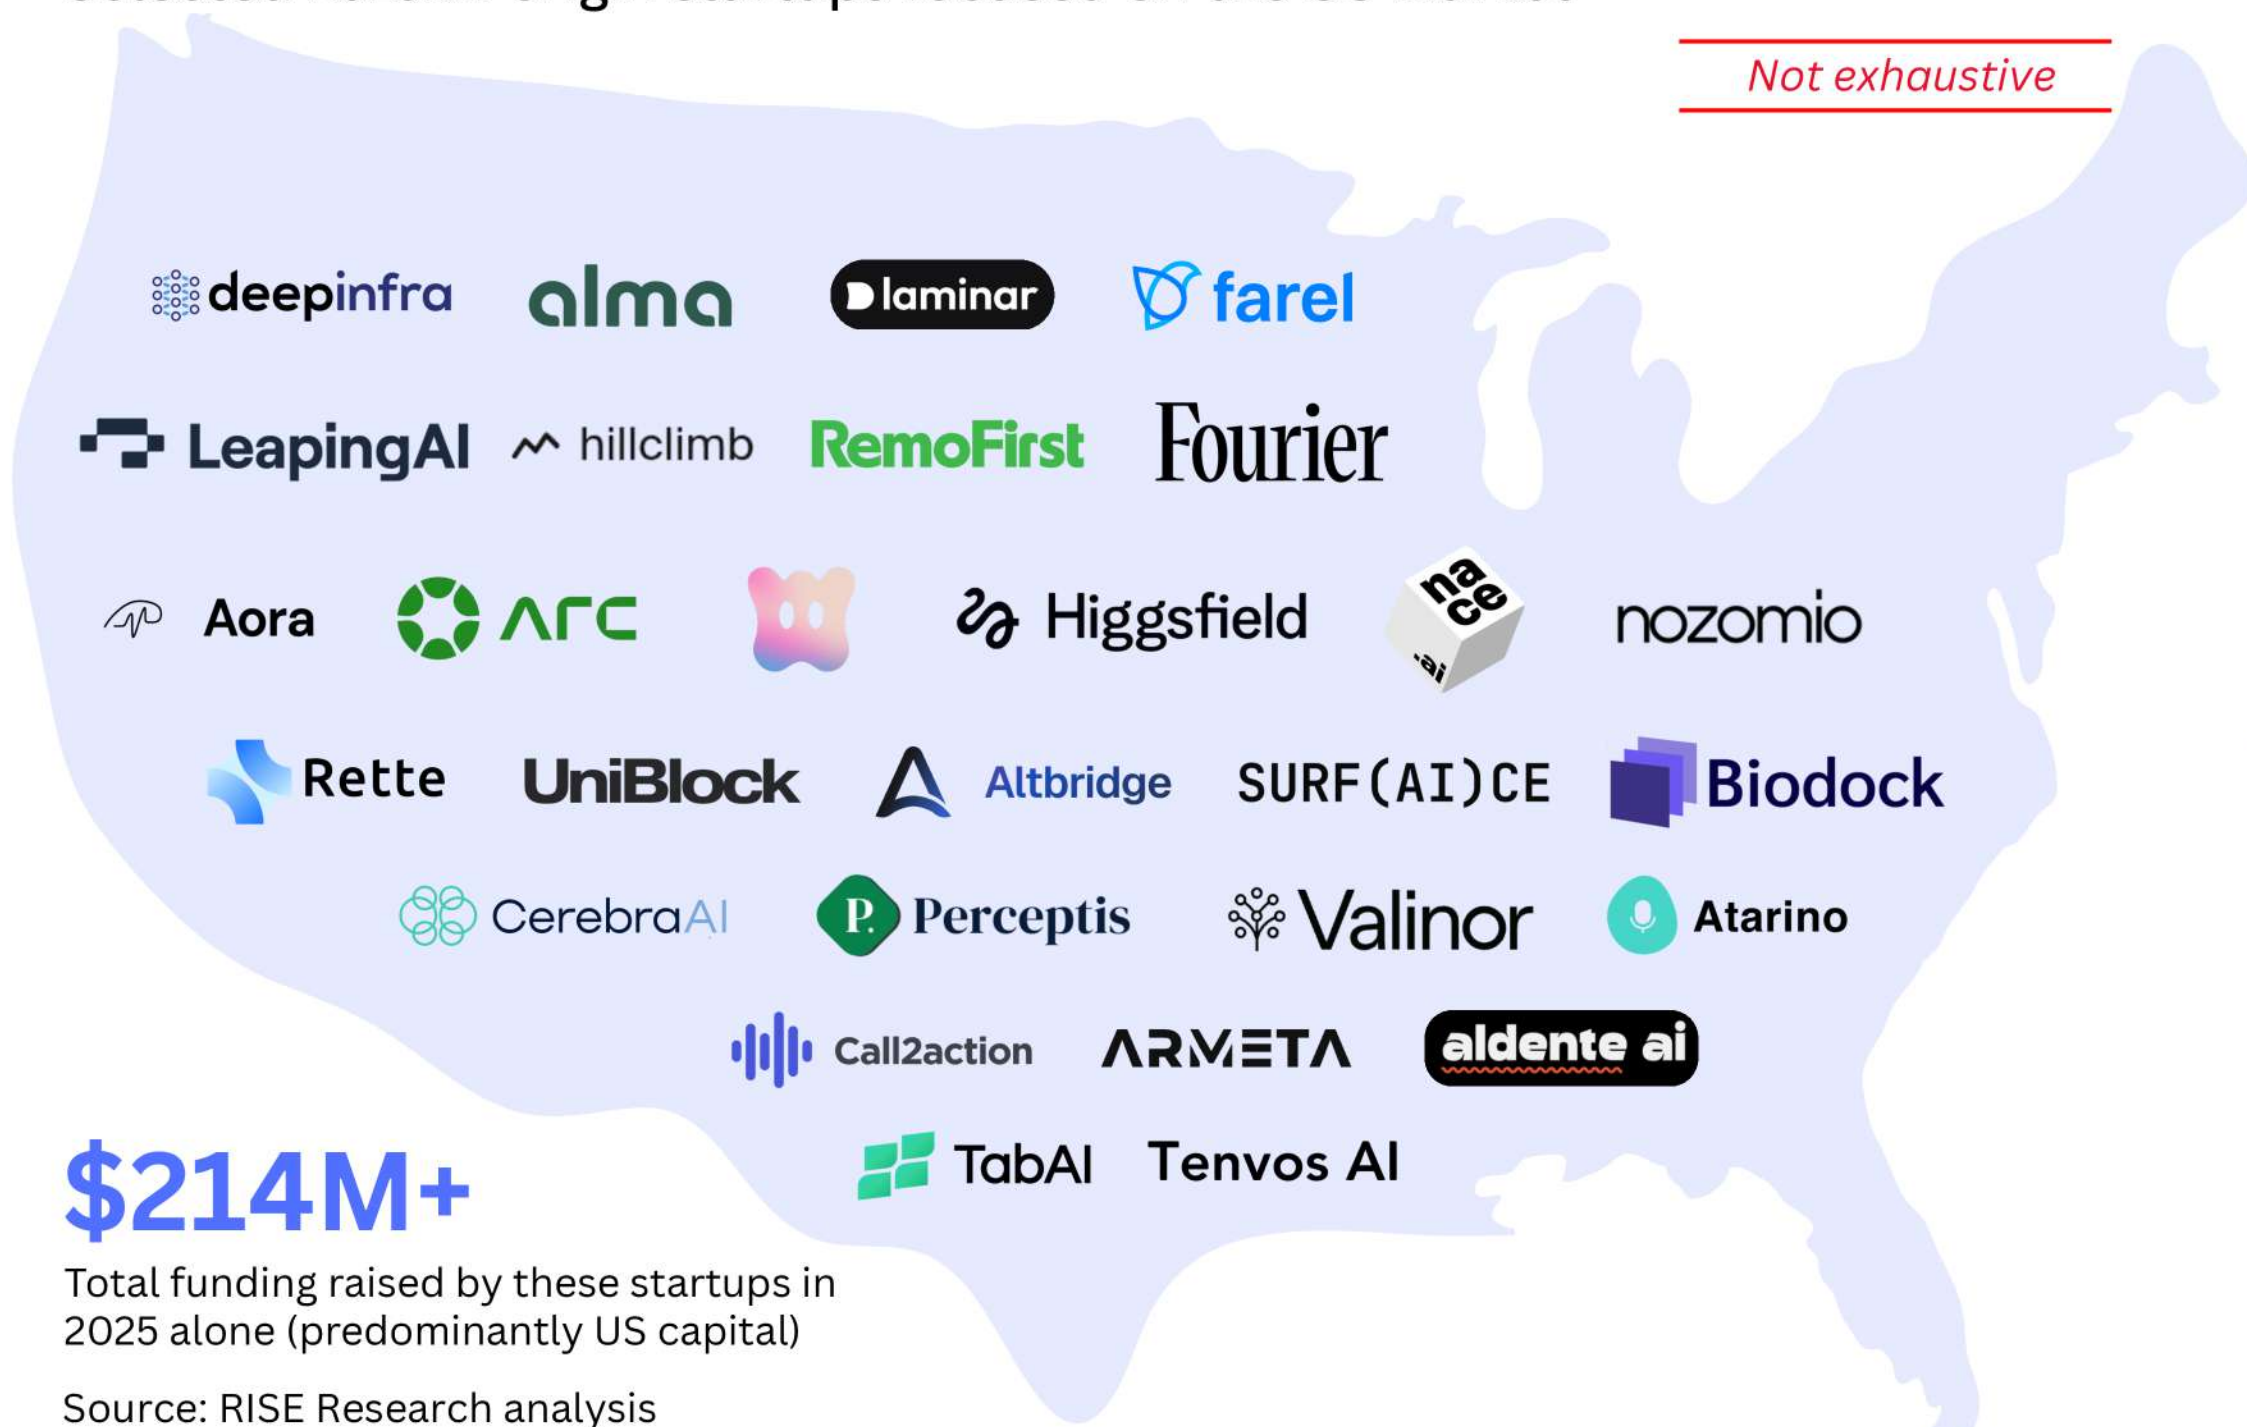 Not exhaustive
deepinfra alma laminar farel
LeapingAI hillclimb RemoFirst Fourier
Aora ARC Higgsfield nace.ai nozomio
Rette UniBlock Altbridge SURF(AI)CE Biodock
CerebraAI P. Perceptis Valinor Atarino
Call2action ARMETA aldente ai
TabAI Tenvos AI
$214M+
Total funding raised by these startups in
2025 alone (predominantly US capital)
Source: RISE Research analysis